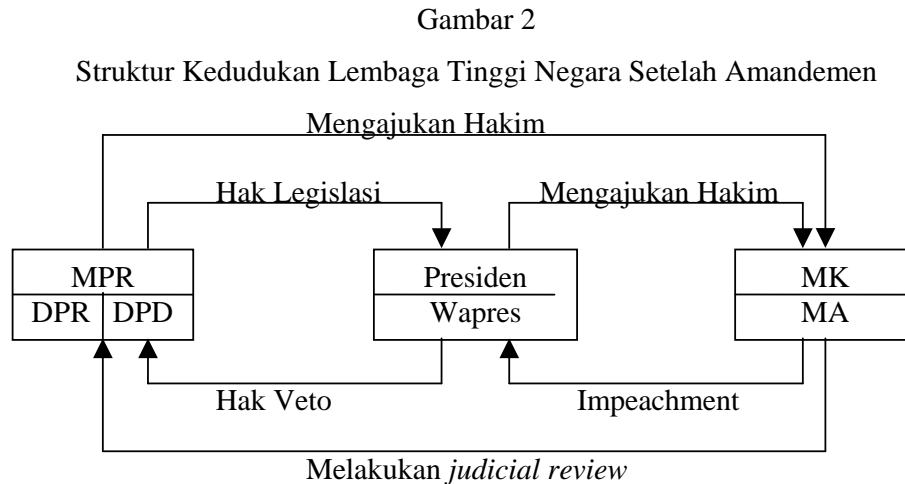 Gambar 2
Struktur Kedudukan Lembaga Tinggi Negara Setelah Amandemen
Mengajukan Hakim
Hak Legislasi
Mengajukan Hakim
MPR
DPR DPD
Presiden
Wapres
MK
MA
Hak Veto
Impeachment
Melakukan judicial review